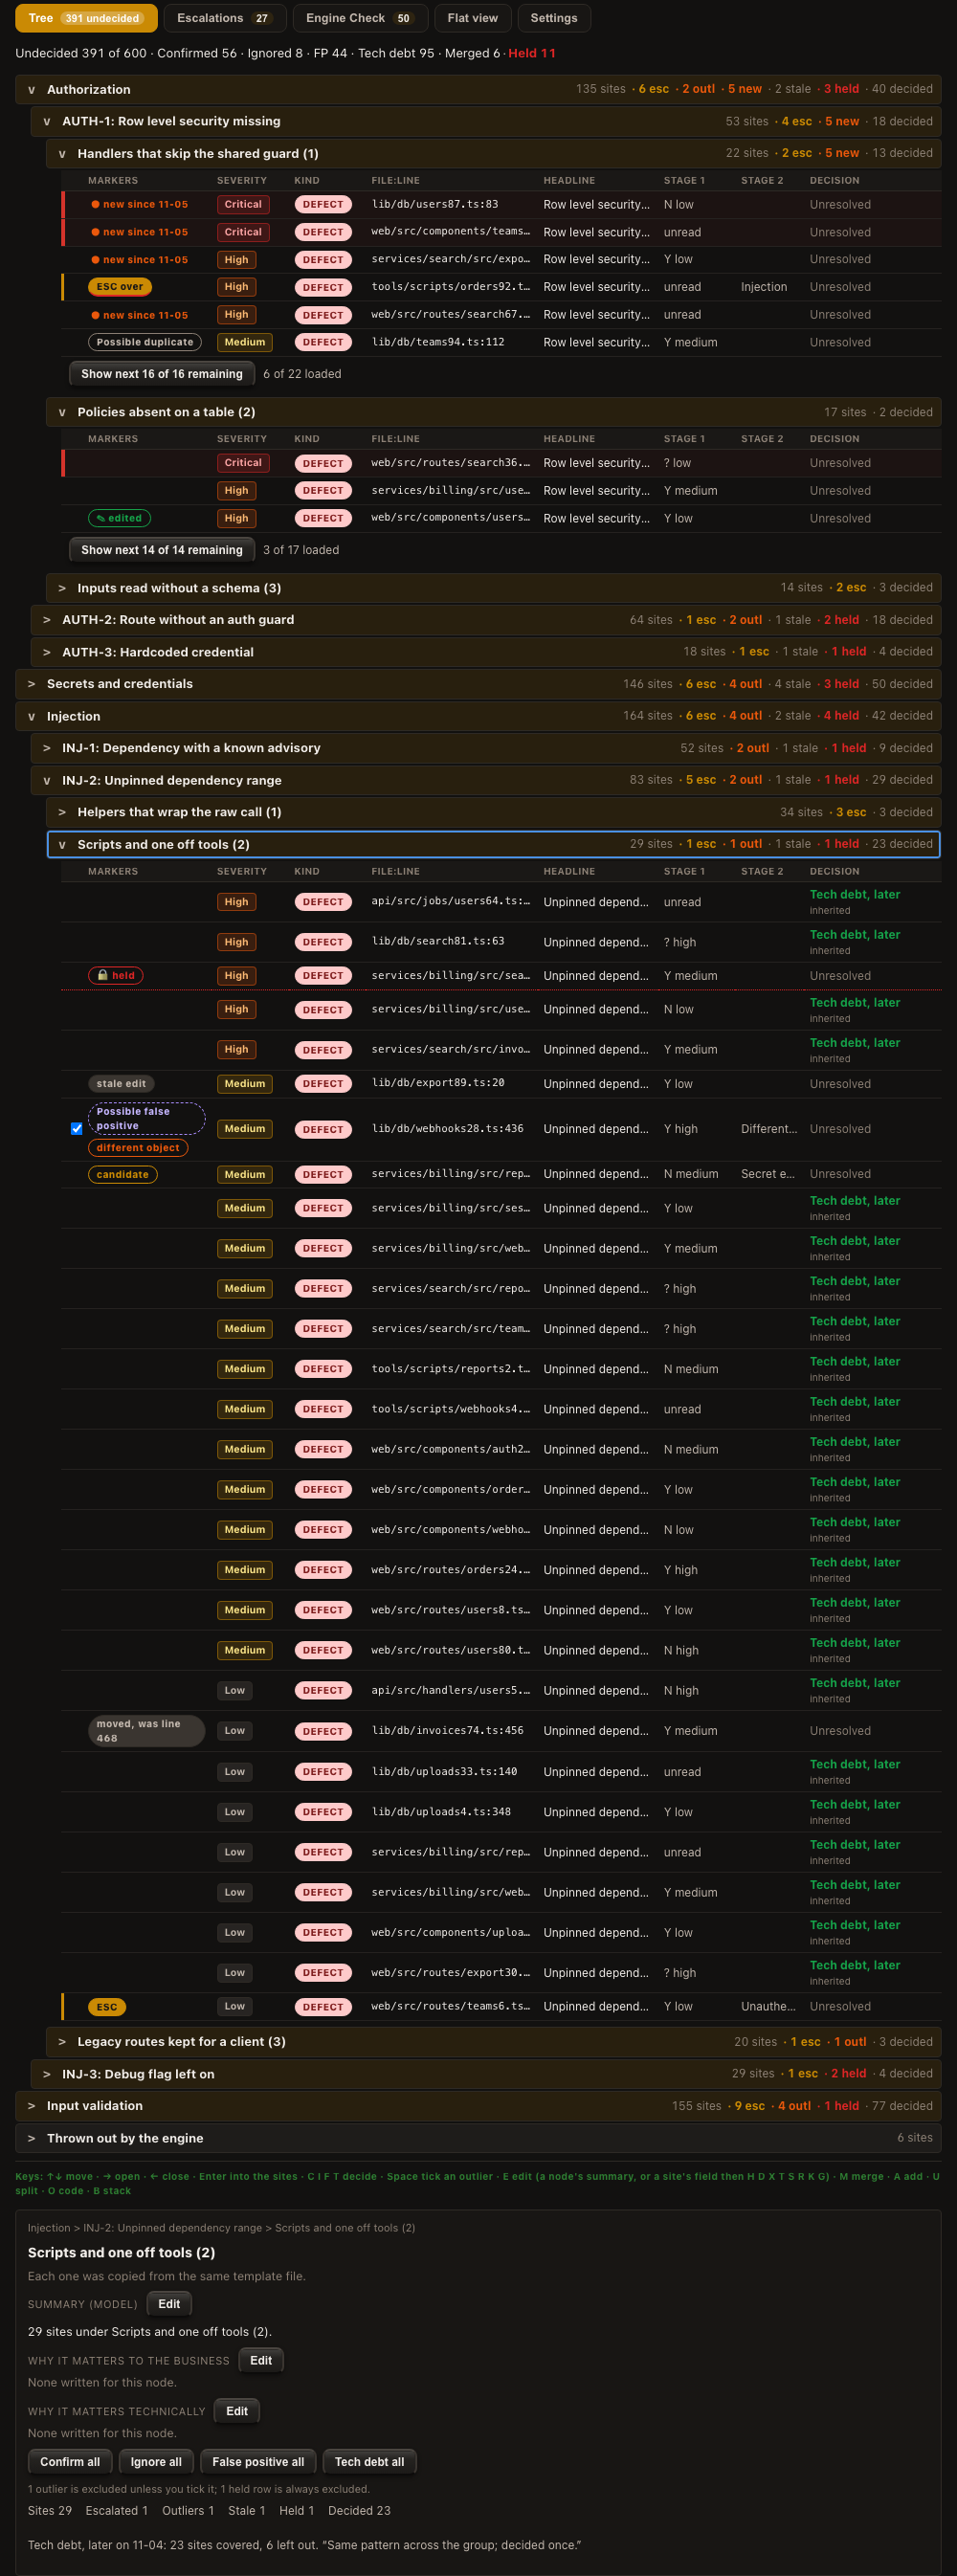 Tree 391 undecided Escalations 27 Engine Check 50 Flat view Settings
Undecided 391 of 600 · Confirmed 56 · Ignored 8 · FP 44 · Tech debt 95 · Merged 6 · Held 11
v Authorization 135 sites · 6 esc · 2 outl · 5 new · 2 stale · 3 held · 40 decided
v AUTH-1: Row level security missing 53 sites · 4 esc · 5 new · 18 decided
v Handlers that skip the shared guard (1) 22 sites · 2 esc · 5 new · 13 decided
MARKERS SEVERITY KIND FILE:LINE HEADLINE STAGE 1 STAGE 2 DECISION
● new since 11-05 Critical DEFECT lib/db/users87.ts:83 Row level security… N low Unresolved
● new since 11-05 Critical DEFECT web/src/components/teams… Row level security… unread Unresolved
● new since 11-05 High DEFECT services/search/src/expo… Row level security… Y low Unresolved
ESC over High DEFECT tools/scripts/orders92.t… Row level security… unread Injection Unresolved
● new since 11-05 High DEFECT web/src/routes/search67.… Row level security… unread Unresolved
Possible duplicate Medium DEFECT lib/db/teams94.ts:112 Row level security… Y medium Unresolved
Show next 16 of 16 remaining 6 of 22 loaded
v Policies absent on a table (2) 17 sites · 2 decided
MARKERS SEVERITY KIND FILE:LINE HEADLINE STAGE 1 STAGE 2 DECISION
Critical DEFECT web/src/routes/search36.… Row level security… ? low Unresolved
High DEFECT services/billing/src/use… Row level security… Y medium Unresolved
✎ edited High DEFECT web/src/components/users… Row level security… Y low Unresolved
Show next 14 of 14 remaining 3 of 17 loaded
> Inputs read without a schema (3) 14 sites · 2 esc · 3 decided
> AUTH-2: Route without an auth guard 64 sites · 1 esc · 2 outl · 1 stale · 2 held · 18 decided
> AUTH-3: Hardcoded credential 18 sites · 1 esc · 1 stale · 1 held · 4 decided
> Secrets and credentials 146 sites · 6 esc · 4 outl · 4 stale · 3 held · 50 decided
v Injection 164 sites · 6 esc · 4 outl · 2 stale · 4 held · 42 decided
> INJ-1: Dependency with a known advisory 52 sites · 2 outl · 1 stale · 1 held · 9 decided
v INJ-2: Unpinned dependency range 83 sites · 5 esc · 2 outl · 1 stale · 1 held · 29 decided
> Helpers that wrap the raw call (1) 34 sites · 3 esc · 3 decided
v Scripts and one off tools (2) 29 sites · 1 esc · 1 outl · 1 stale · 1 held · 23 decided
MARKERS SEVERITY KIND FILE:LINE HEADLINE STAGE 1 STAGE 2 DECISION
High DEFECT api/src/jobs/users64.ts:… Unpinned depend… unread Tech debt, later
inherited
High DEFECT lib/db/search81.ts:63 Unpinned depend… ? high Tech debt, later
inherited
🔒 held High DEFECT services/billing/src/sea… Unpinned depend… Y medium Unresolved
High DEFECT services/billing/src/use… Unpinned depend… N low Tech debt, later
inherited
High DEFECT services/search/src/invo… Unpinned depend… Y medium Tech debt, later
inherited
stale edit Medium DEFECT lib/db/export89.ts:20 Unpinned depend… Y low Unresolved
Possible false
positive
different object Medium DEFECT lib/db/webhooks28.ts:436 Unpinned depend… Y high Different… Unresolved
candidate Medium DEFECT services/billing/src/rep… Unpinned depend… N medium Secret e… Unresolved
Medium DEFECT services/billing/src/ses… Unpinned depend… Y low Tech debt, later
inherited
Medium DEFECT services/billing/src/web… Unpinned depend… Y medium Tech debt, later
inherited
Medium DEFECT services/search/src/repo… Unpinned depend… ? high Tech debt, later
inherited
Medium DEFECT services/search/src/team… Unpinned depend… ? high Tech debt, later
inherited
Medium DEFECT tools/scripts/reports2.t… Unpinned depend… N medium Tech debt, later
inherited
Medium DEFECT tools/scripts/webhooks4.… Unpinned depend… unread Tech debt, later
inherited
Medium DEFECT web/src/components/auth2… Unpinned depend… N medium Tech debt, later
inherited
Medium DEFECT web/src/components/order… Unpinned depend… Y low Tech debt, later
inherited
Medium DEFECT web/src/components/webho… Unpinned depend… N low Tech debt, later
inherited
Medium DEFECT web/src/routes/orders24.… Unpinned depend… Y high Tech debt, later
inherited
Medium DEFECT web/src/routes/users8.ts… Unpinned depend… Y low Tech debt, later
inherited
Medium DEFECT web/src/routes/users80.ts… Unpinned depend… N high Tech debt, later
inherited
Low DEFECT api/src/handlers/users5.… Unpinned depend… N high Tech debt, later
inherited
moved, was line
468 Low DEFECT lib/db/invoices74.ts:456 Unpinned depend… Y medium Unresolved
Low DEFECT lib/db/uploads33.ts:140 Unpinned depend… unread Tech debt, later
inherited
Low DEFECT lib/db/uploads4.ts:348 Unpinned depend… Y low Tech debt, later
inherited
Low DEFECT services/billing/src/rep… Unpinned depend… unread Tech debt, later
inherited
Low DEFECT services/billing/src/web… Unpinned depend… Y medium Tech debt, later
inherited
Low DEFECT web/src/components/uploa… Unpinned depend… Y low Tech debt, later
inherited
Low DEFECT web/src/routes/export30.… Unpinned depend… ? high Tech debt, later
inherited
ESC Low DEFECT web/src/routes/teams6.ts… Unpinned depend… Y low Unauthe… Unresolved
> Legacy routes kept for a client (3) 20 sites · 1 esc · 1 outl · 3 decided
> INJ-3: Debug flag left on 29 sites · 1 esc · 2 held · 4 decided
> Input validation 155 sites · 9 esc · 4 outl · 1 held · 77 decided
> Thrown out by the engine 6 sites
Keys: ↑↓ move · → open · ← close · Enter into the sites · C I F T decide · Space tick an outlier · E edit (a node's summary, or a site's field then H D X T S R K G) · M merge · A add · U
split · O code · B stack
Injection > INJ-2: Unpinned dependency range > Scripts and one off tools (2)
Scripts and one off tools (2)
Each one was copied from the same template file.
SUMMARY (MODEL) Edit
29 sites under Scripts and one off tools (2).
WHY IT MATTERS TO THE BUSINESS Edit
None written for this node.
WHY IT MATTERS TECHNICALLY Edit
None written for this node.
Confirm all Ignore all False positive all Tech debt all
1 outlier is excluded unless you tick it; 1 held row is always excluded.
Sites 29 Escalated 1 Outliers 1 Stale 1 Held 1 Decided 23
Tech debt, later on 11-04: 23 sites covered, 6 left out. “Same pattern across the group; decided once.”